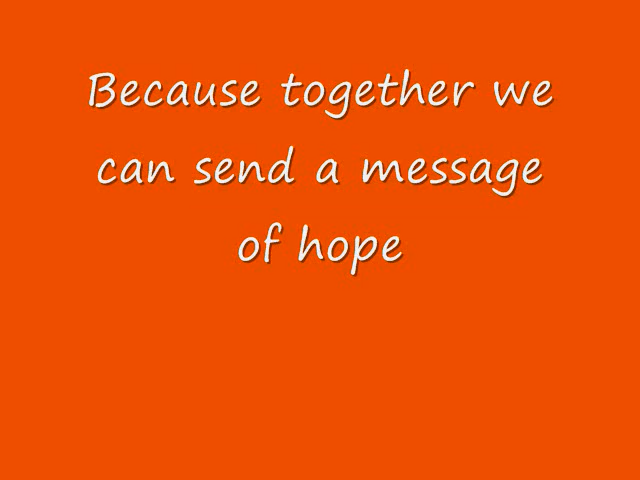 Because together we
can send a message
of hope